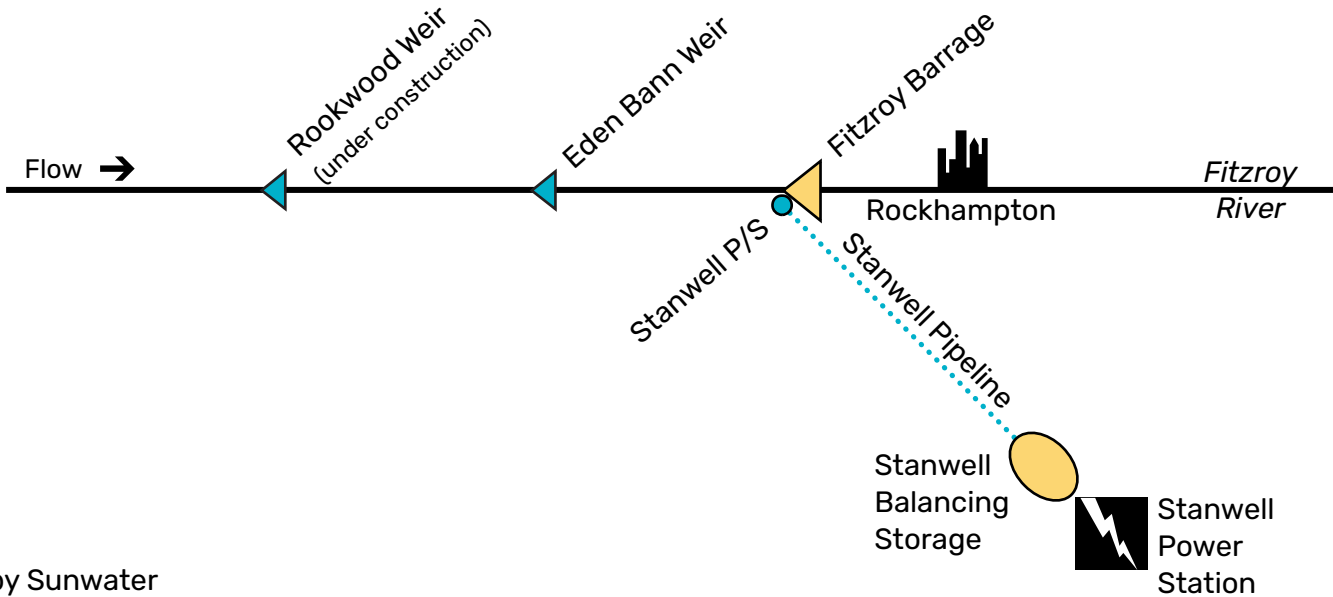 Rookwood Weir
(under construction)
Eden Bann Weir
Fitzroy Barrage
Flow
Fitzroy
River
Rockhampton
Stanwell P/S
Stanwell Pipeline
Stanwell
Balancing
Storage
Stanwell
Power
Station
by Sunwater